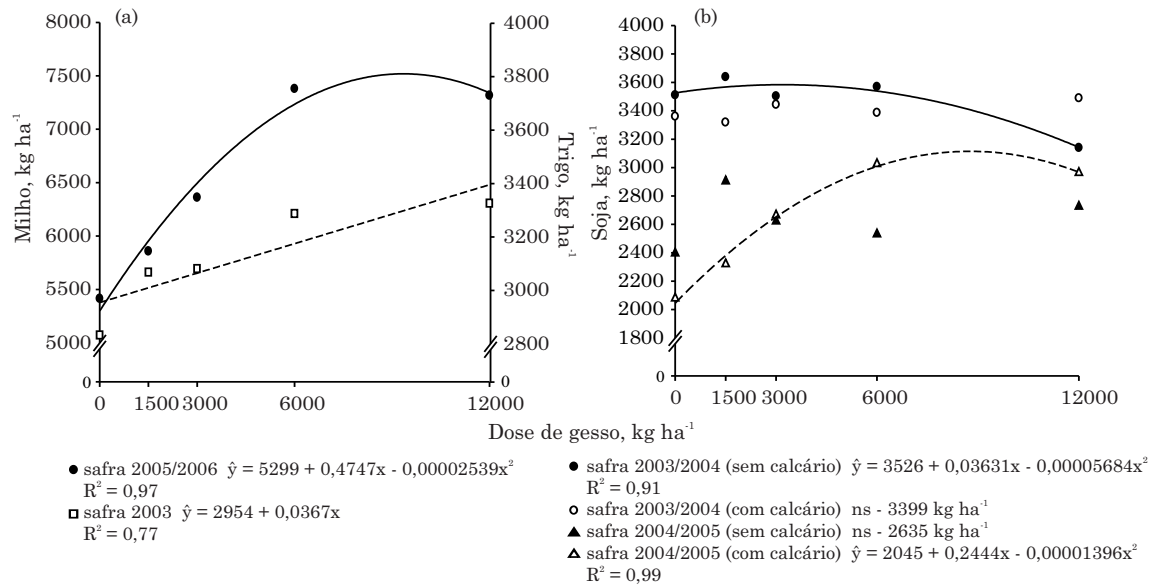 (a)
(b)
8000
7500
7000
6500
6000
5500
5000
0
Milho, kg ha⁻¹
4000
3800
3600
3400
3200
3000
2800
0
Trigo, kg ha⁻¹
0 1500 3000 6000 12000
4000
3800
3600
3400
3200
3000
2800
2600
2400
2200
2000
1800
0
Soja, kg ha⁻¹
0 1500 3000 6000 12000
Dose de gesso, kg ha⁻¹
safra 2005/2006 ŷ = 5299 + 0,4747x - 0,00002539x²
R² = 0,97
safra 2003 ŷ = 2954 + 0,0367x
R² = 0,77
safra 2003/2004 (sem calcário) ŷ = 3526 + 0,03631x - 0,00005684x²
R² = 0,91
safra 2003/2004 (com calcário) ns - 3399 kg ha⁻¹
safra 2004/2005 (sem calcário) ns - 2635 kg ha⁻¹
safra 2004/2005 (com calcário) ŷ = 2045 + 0,2444x - 0,00001396x²
R² = 0,99